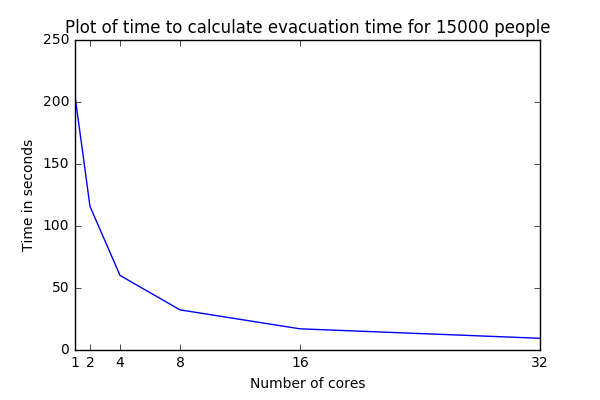 Plot of time to calculate evacuation time for 15000 people
250
200
150
100
50
0
Time in seconds
1 2 4 8 16 32
Number of cores